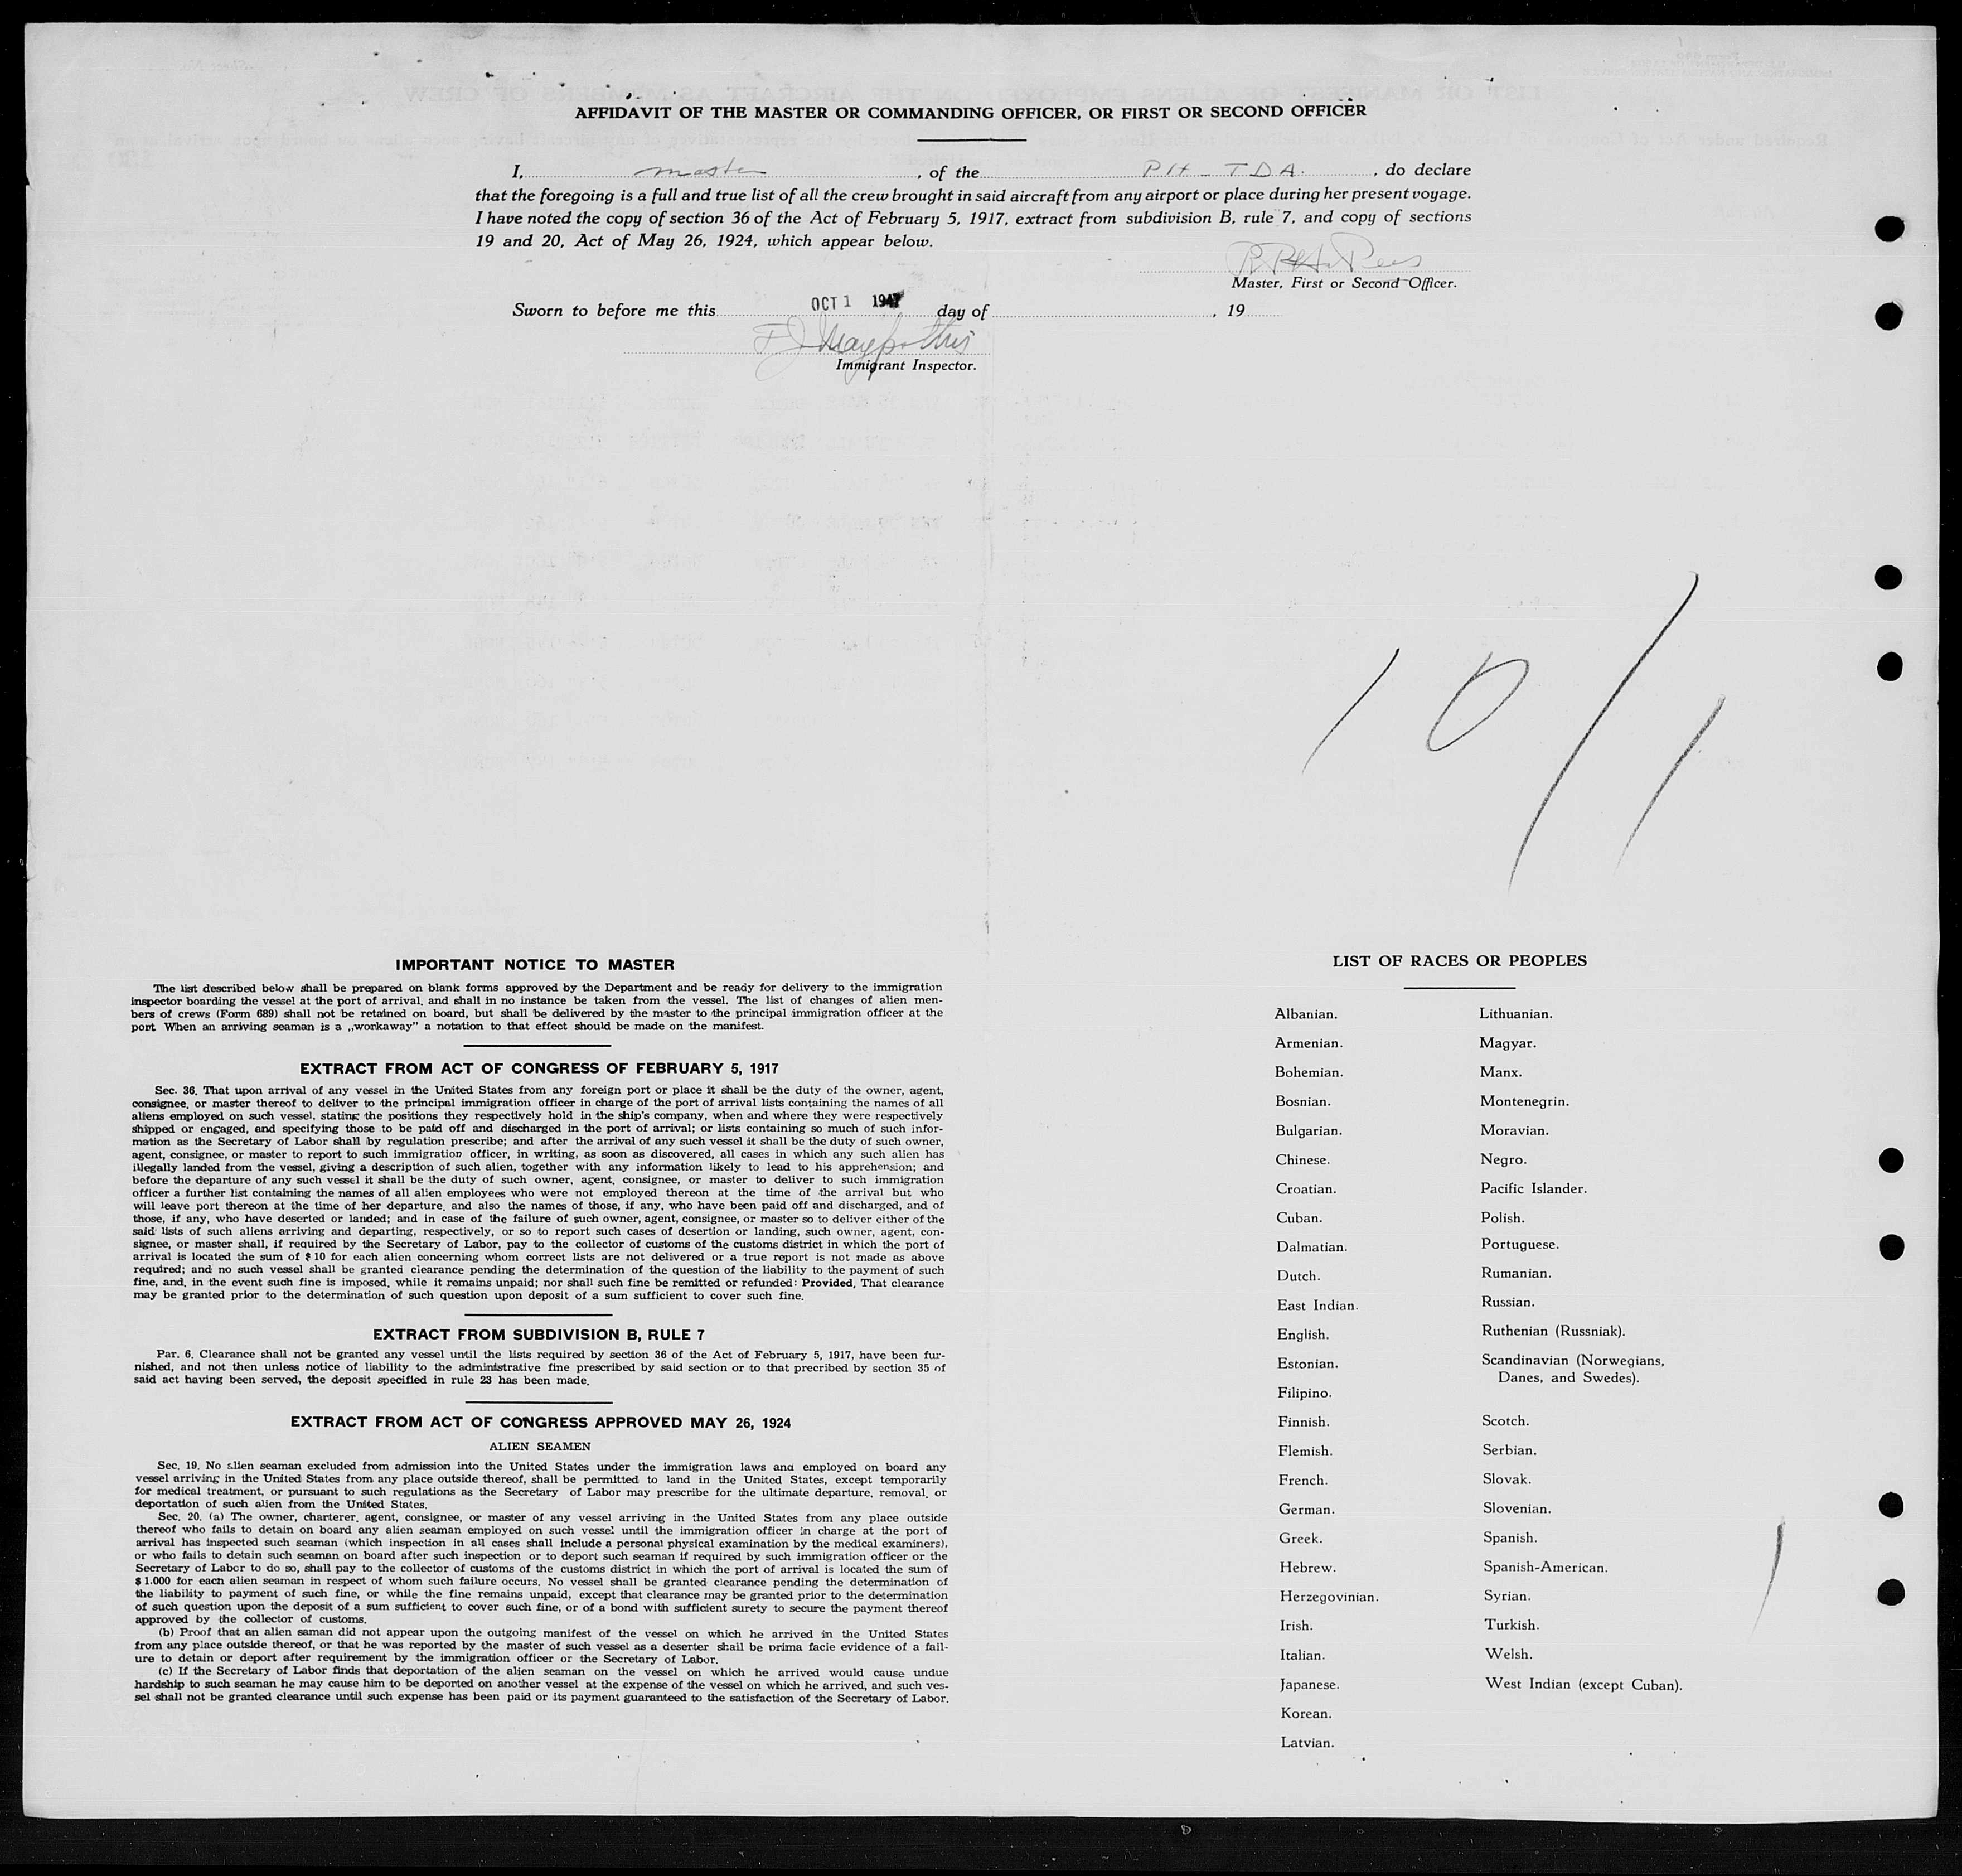 AFFIDAVIT OF THE MASTER OR COMMANDING OFFICER, OR FIRST OR SECOND OFFICER
I, master, of the PH-TDA., do declare
that the foregoing is a full and true list of all the crew brought in said aircraft from any airport or place during her present voyage.
I have noted the copy of section 36 of the Act of February 5, 1917, extract from subdivision B, rule 7, and copy of sections
19 and 20, Act of May 26, 1924, which appear below.
Master, First or Second Officer.
Sworn to before me this OCT 1 1947 day of , 19
Immigrant Inspector.
10/1
IMPORTANT NOTICE TO MASTER
The list described below shall be prepared on blank forms approved by the Department and be ready for delivery to the immigration
inspector boarding the vessel at the port of arrival, and shall in no instance be taken from the vessel. The list of changes of alien men-
bers of crews (Form 689) shall not be retained on board, but shall be delivered by the master to the principal immigration officer at the
port When an arriving seaman is a „workaway” a notation to that effect should be made on the manifest.
EXTRACT FROM ACT OF CONGRESS OF FEBRUARY 5, 1917
Sec. 36. That upon arrival of any vessel in the United States from any foreign port or place it shall be the duty of the owner, agent,
consignee, or master thereof to deliver to the principal immigration officer in charge of the port of arrival lists containing the names of all
aliens employed on such vessel, stating the positions they respectively hold in the ship's company, when and where they were respectively
shipped or engaged, and specifying those to be paid off and discharged in the port of arrival; or lists containing so much of such infor-
mation as the Secretary of Labor shall by regulation prescribe; and after the arrival of any such vessel it shall be the duty of such owner,
agent, consignee, or master to report to such immigration officer, in writing, as soon as discovered, all cases in which any such alien has
illegally landed from the vessel, giving a description of such alien, together with any information likely to lead to his apprehension; and
before the departure of any such vessel it shall be the duty of such owner, agent, consignee, or master to deliver to such immigration
officer a further list containing the names of all alien employees who were not employed thereon at the time of the arrival but who
will leave port thereon at the time of her departure, and also the names of those, if any, who have been paid off and discharged, and of
those, if any, who have deserted or landed; and in case of the failure of such owner, agent, consignee, or master so to deliver either of the
said lists of such aliens arriving and departing, respectively, or so to report such cases of desertion or landing, such owner, agent, con-
signee, or master shall, if required by the Secretary of Labor, pay to the collector of customs of the customs district in which the port of
arrival is located the sum of $ 10 for each alien concerning whom correct lists are not delivered or a true report is not made as above
required; and no such vessel shall be granted clearance pending the determination of the question of the liability to the payment of such
fine, and, in the event such fine is imposed, while it remains unpaid; nor shall such fine be remitted or refunded: Provided, That clearance
may be granted prior to the determination of such question upon deposit of a sum sufficient to cover such fine.
EXTRACT FROM SUBDIVISION B, RULE 7
Par. 6. Clearance shall not be granted any vessel until the lists required by section 36 of the Act of February 5, 1917, have been fur-
nished, and not then unless notice of liability to the administrative fine prescribed by said section or to that precribed by section 35 of
said act having been served, the deposit specified in rule 23 has been made.
EXTRACT FROM ACT OF CONGRESS APPROVED MAY 26, 1924
ALIEN SEAMEN
Sec. 19. No alien seaman excluded from admission into the United States under the immigration laws and employed on board any
vessel arriving in the United States from any place outside thereof, shall be permitted to land in the United States, except temporarily
for medical treatment, or pursuant to such regulations as the Secretary of Labor may prescribe for the ultimate departure, removal, or
deportation of such alien from the United States.
Sec. 20. (a) The owner, charterer, agent, consignee, or master of any vessel arriving in the United States from any place outside
thereof who fails to detain on board any alien seaman employed on such vessel until the immigration officer in charge at the port of
arrival has inspected such seaman (which inspection in all cases shall include a personal physical examination by the medical examiners),
or who fails to detain such seaman on board after such inspection or to deport such seaman if required by such immigration officer or the
Secretary of Labor to do so, shall pay to the collector of customs of the customs district in which the port of arrival is located the sum of
$ 1.000 for each alien seaman in respect of whom such failure occurs. No vessel shall be granted clearance pending the determination of
the liability to payment of such fine, or while the fine remains unpaid, except that clearance may be granted prior to the determination
of such question upon the deposit of a sum sufficient to cover such fine, or of a bond with sufficient surety to secure the payment thereof
approved by the collector of customs.
(b) Proof that an alien saman did not appear upon the outgoing manifest of the vessel on which he arrived in the United States
from any place outside thereof, or that he was reported by the master of such vessel as a deserter shall be prima facie evidence of a fail-
ure to detain or deport after requirement by the immigration officer or the Secretary of Labor.
(c) If the Secretary of Labor finds that deportation of the alien seaman on the vessel on which he arrived would cause undue
hardship to such seaman he may cause him to be deported on another vessel at the expense of the vessel on which he arrived, and such ves-
sel shall not be granted clearance until such expense has been paid or its payment guaranteed to the satisfaction of the Secretary of Labor.
LIST OF RACES OR PEOPLES
Albanian.
Armenian.
Bohemian.
Bosnian.
Bulgarian.
Chinese.
Croatian.
Cuban.
Dalmatian.
Dutch.
East Indian.
English.
Estonian.
Filipino.
Finnish.
Flemish.
French.
German.
Greek.
Hebrew.
Herzegovinian.
Irish.
Italian.
Japanese.
Korean.
Latvian.
Lithuanian.
Magyar.
Manx.
Montenegrin.
Moravian.
Negro.
Pacific Islander.
Polish.
Portuguese.
Rumanian.
Russian.
Ruthenian (Russniak).
Scandinavian (Norwegians,
Danes, and Swedes).
Scotch.
Serbian.
Slovak.
Slovenian.
Spanish.
Spanish-American.
Syrian.
Turkish.
Welsh.
West Indian (except Cuban).